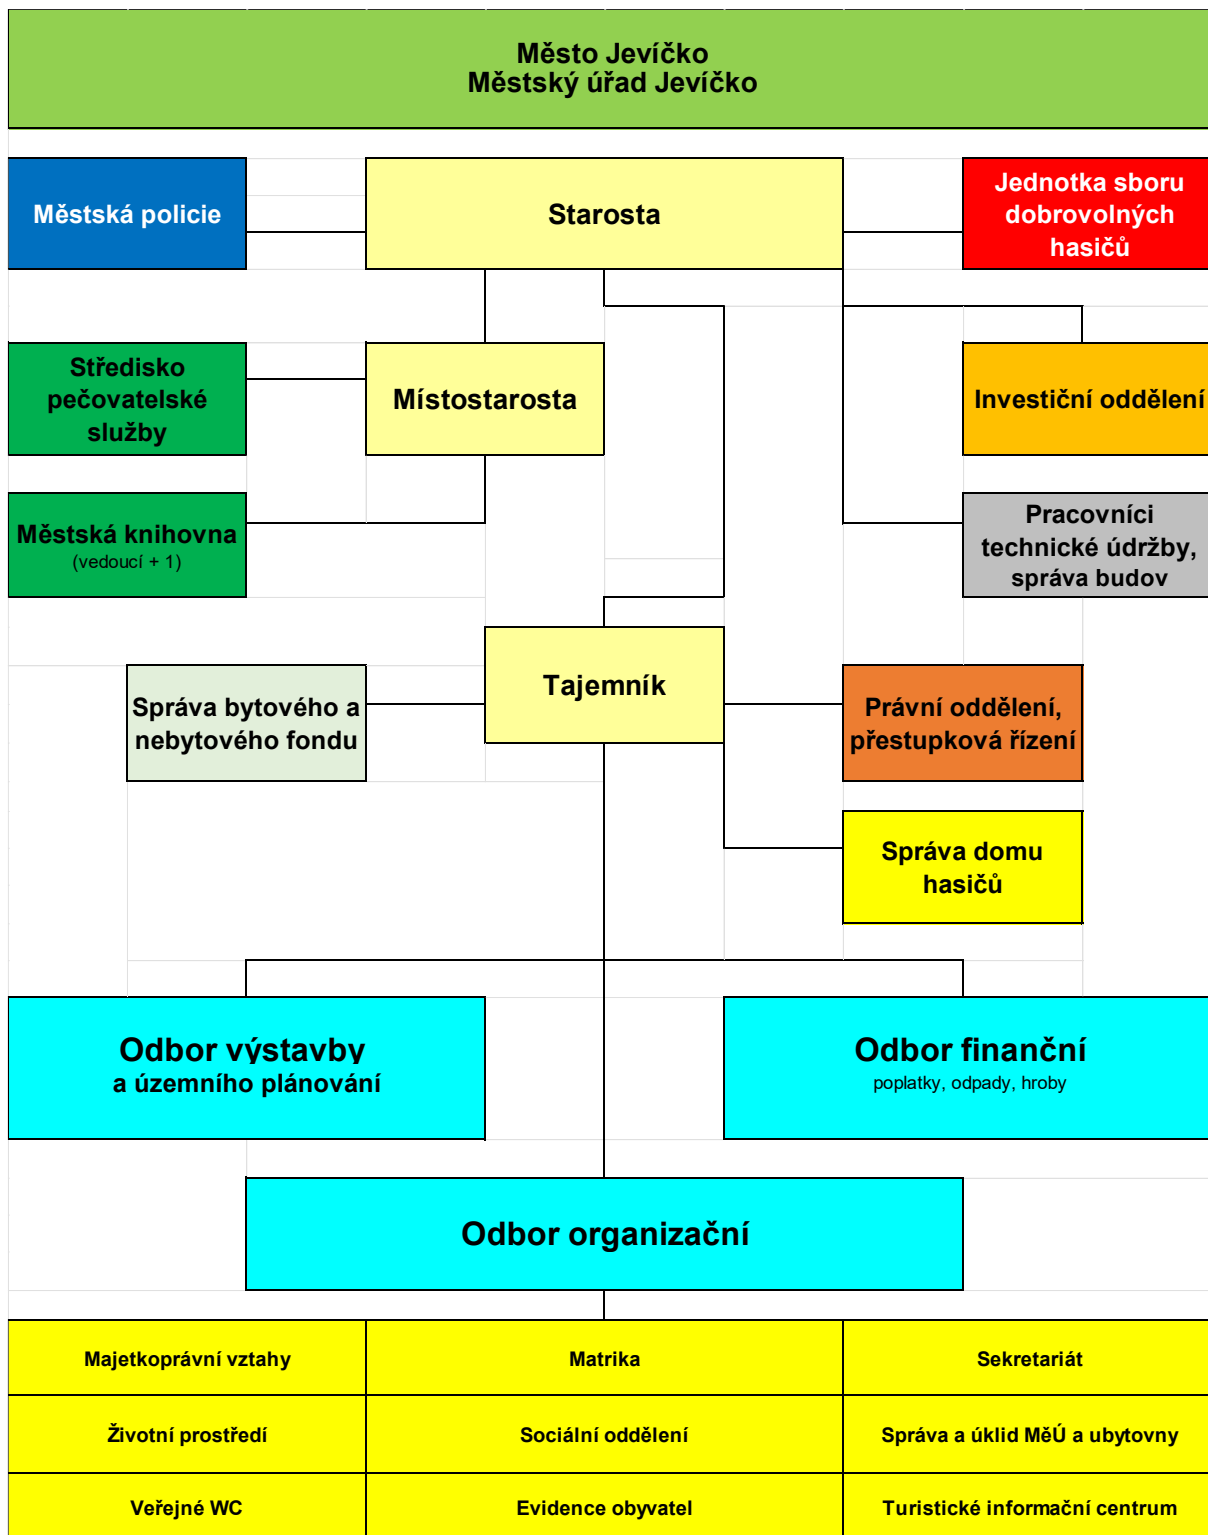 Město Jevíčko
Městský úřad Jevíčko
Městská policie
Starosta
Jednotka sboru
dobrovolných
hasičů
Středisko
pečovatelské
služby
Místostarosta
Investiční oddělení
Městská knihovna
(vedoucí + 1)
Pracovníci
technické údržby,
správa budov
Tajemník
Správa bytového a
nebytového fondu
Právní oddělení,
přestupková řízení
Správa domu
hasičů
Odbor výstavby
a územního plánování
Odbor finanční
poplatky, odpady, hroby
Odbor organizační
Majetkoprávní vztahy
Matrika
Sekretariát
Životní prostředí
Sociální oddělení
Správa a úklid MěÚ a ubytovny
Veřejné WC
Evidence obyvatel
Turistické informační centrum